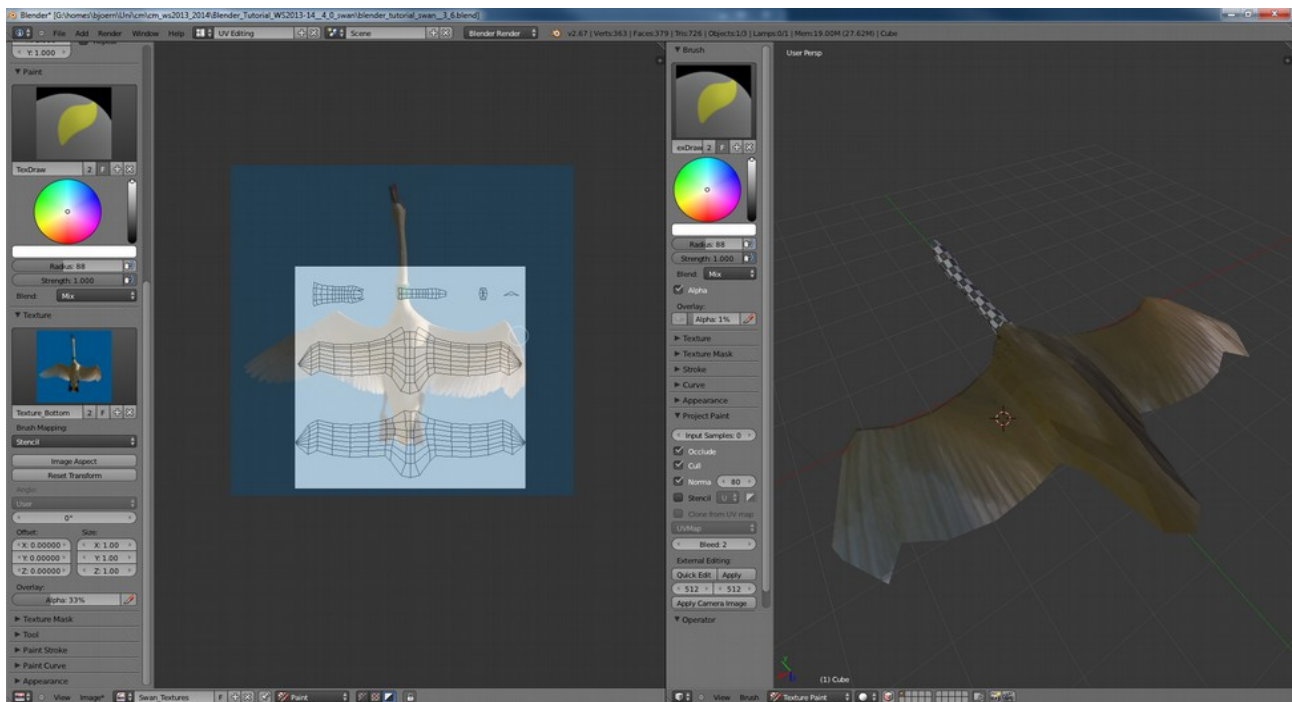 Blender* [G:\homes\bjoern\Uni\cm\cm_ws2013_2014\Blender_Tutorial_WS2013-14__4_0_swan\blender_tutorial_swan__3_6.blend]
File Add Render Window Help UV Editing Scene Blender Render v2.67 | Verts:363 | Faces:379 | Tris:726 | Objects:1/3 | Lamps:0/1 | Mem:19.00M (27.62M) | Cube
Y: 1.000
Paint
TexDraw 2 F
Radius: 88
Strength: 1.000
Blend: Mix
Texture
Texture_Bottom 2 F
Brush Mapping:
Stencil
Image Aspect
Reset Transform
Angle:
User
0°
Offset: Size:
X: 0.00000 X: 1.00
Y: 0.00000 Y: 1.00
Z: 0.00000 Z: 1.00
Overlay:
Alpha: 33%
Texture Mask
Tool
Paint Stroke
Paint Curve
Appearance
View Image* Swan_Textures F Paint
Brush
exDraw 2 F
Radius: 88
Strength: 1.000
Blend: Mix
Alpha
Overlay:
Alpha: 1%
Texture
Texture Mask
Stroke
Curve
Appearance
Project Paint
Input Samples: 0
Occlude
Cull
Norma 80
Stencil U
Clone from UV map
UVMap
Bleed: 2
External Editing:
Quick Edit Apply
512 512
Apply Camera Image
Operator
User Persp
(1) Cube
View Brush Texture Paint